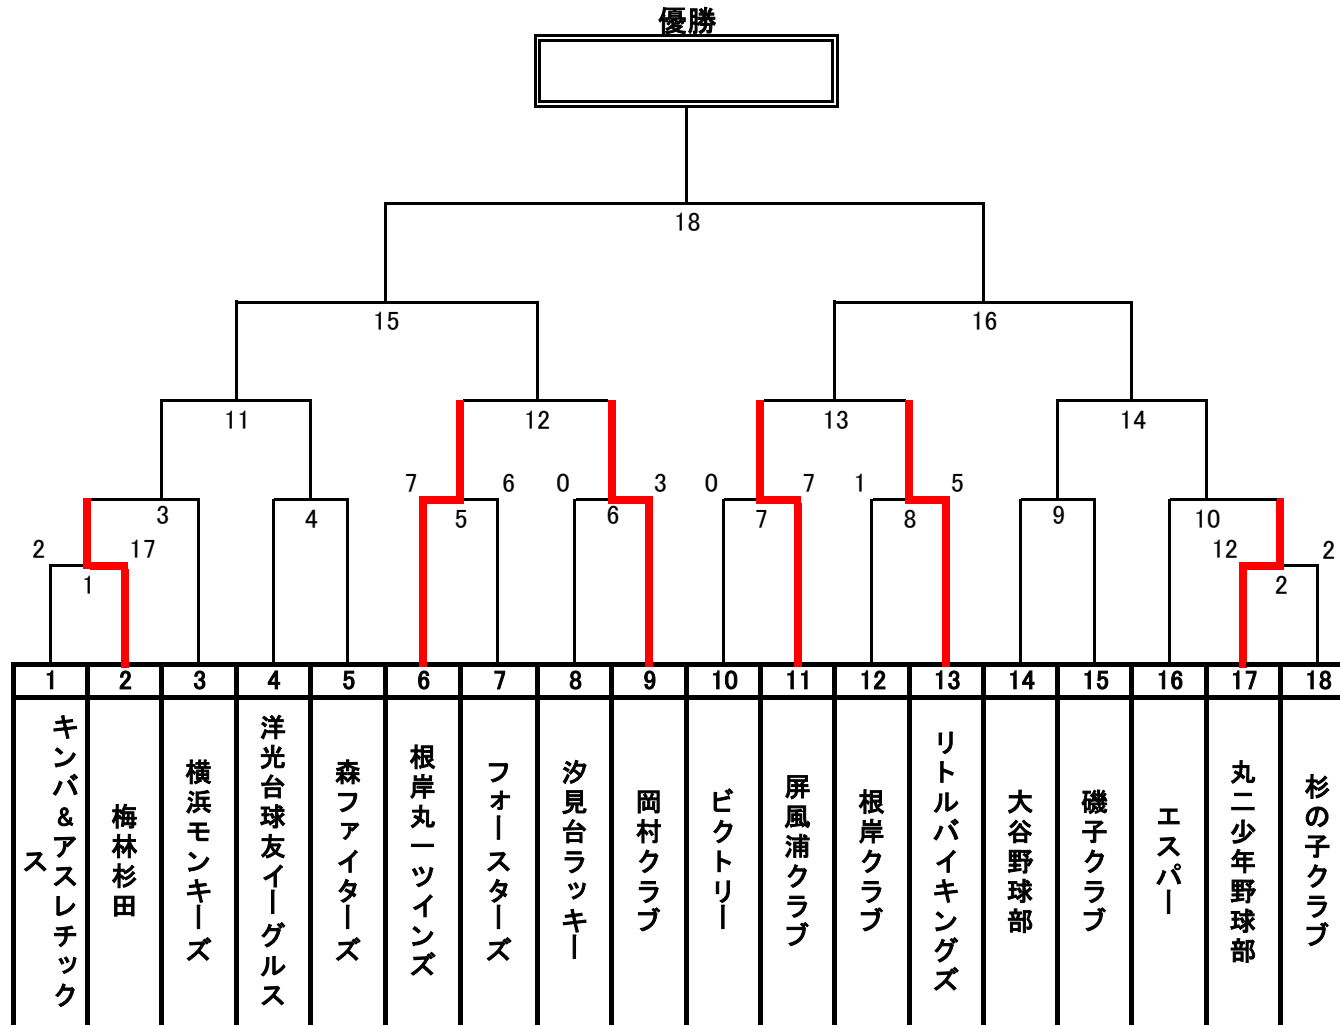 優勝
18
15
16
11
12
13
14
7
6
0
3
0
7
1
5
3
4
5
6
7
8
9
10
2
17
12
2
1
2
1
2
3
4
5
6
7
8
9
10
11
12
13
14
15
16
17
18
キンバ&アスレチックス
梅林杉田
横浜モンキーズ
洋光台球友イーグルス
森ファイターズ
根岸丸一ツインズ
フォースターズ
汐見台ラッキー
岡村クラブ
ビクトリー
屏風浦クラブ
根岸クラブ
リトルバイキングズ
大谷野球部
磯子クラブ
エスパー
丸二少年野球部
杉の子クラブ